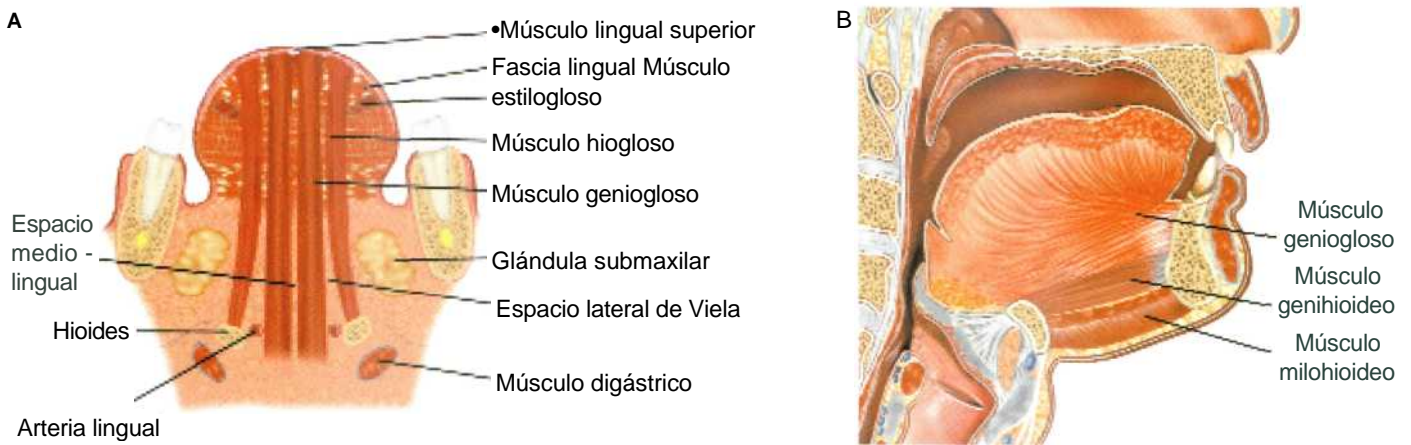 A
•Músculo lingual superior
Fascia lingual Músculo
estilogloso
Músculo hiogloso
Músculo geniogloso
Espacio
medio -
lingual
Glándula submaxilar
Espacio lateral de Viela
Hioides
Músculo digástrico
Arteria lingual
B
Músculo
geniogloso
Músculo
genihioideo
Músculo
milohioideo